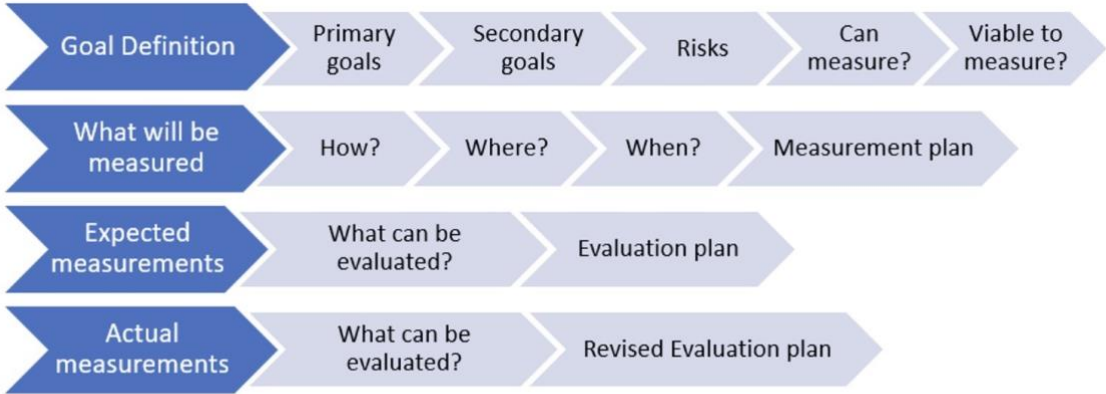 Goal Definition
Primary
goals
Secondary
goals
Risks
Can
measure?
Viable to
measure?
What will be
measured
How?
Where?
When?
Measurement plan
Expected
measurements
What can be
evaluated?
Evaluation plan
Actual
measurements
What can be
evaluated?
Revised Evaluation plan